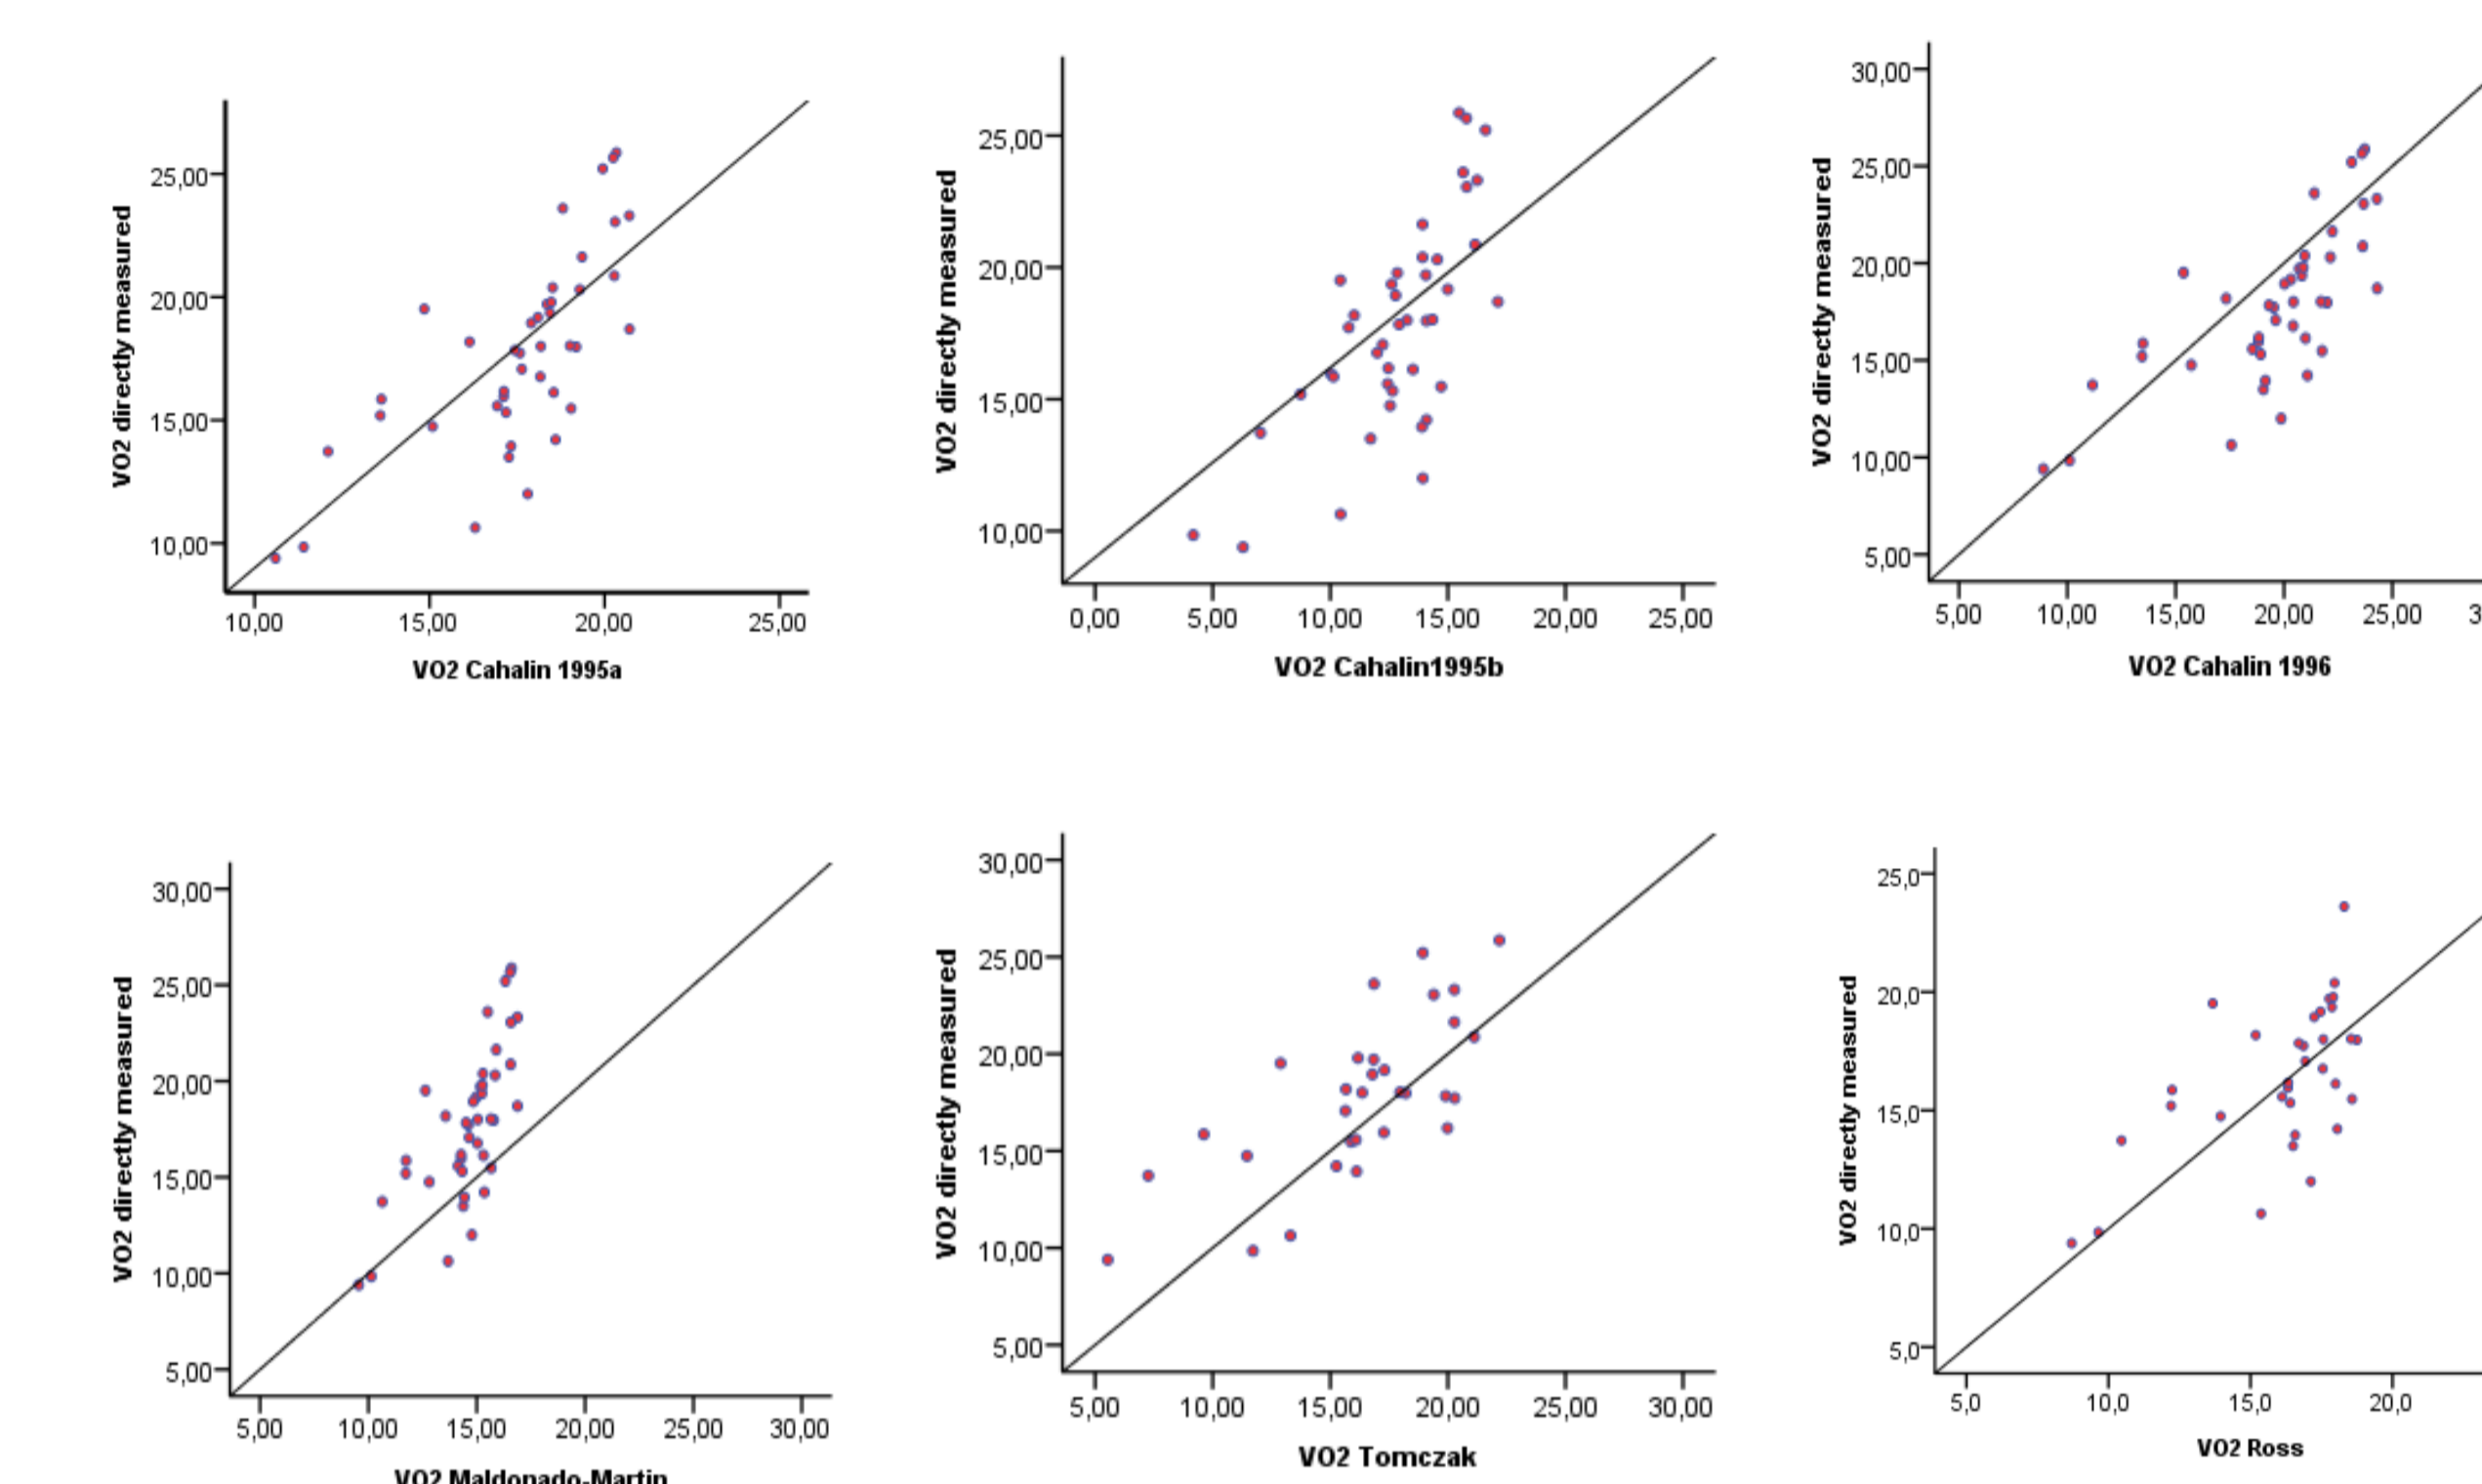 VO2 directly measured
25,00
20,00
15,00
10,00
10,00 15,00 20,00 25,00
VO2 Cahalin 1995a
VO2 directly measured
25,00
20,00
15,00
10,00
0,00 5,00 10,00 15,00 20,00 25,00
VO2 Cahalin1995b
VO2 directly measured
30,00
25,00
20,00
15,00
10,00
5,00
5,00 10,00 15,00 20,00 25,00 3
VO2 Cahalin 1996
VO2 directly measured
30,00
25,00
20,00
15,00
10,00
5,00
5,00 10,00 15,00 20,00 25,00 30,00
VO2 Maldonado-Martin
VO2 directly measured
30,00
25,00
20,00
15,00
10,00
5,00
5,00 10,00 15,00 20,00 25,00 30,00
VO2 Tomczak
VO2 directly measured
25,0
20,0
15,0
10,0
5,0
5,0 10,0 15,0 20,0
VO2 Ross